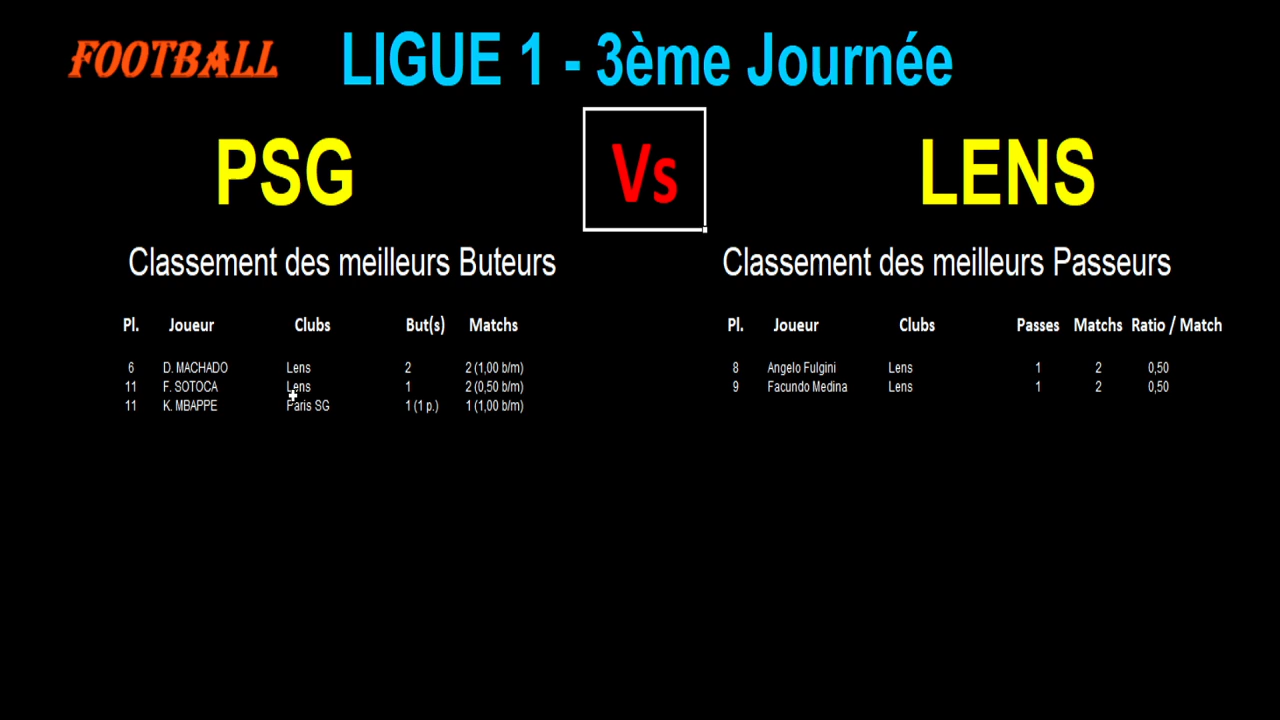 FOOTBALL
LIGUE 1 - 3ème Journée
PSG
Vs
LENS
Classement des meilleurs Buteurs
Pl. Joueur Clubs But(s) Matchs
6 D. MACHADO Lens 2 2 (1,00 b/m)
11 F. SOTOCA Lens 1 2 (0,50 b/m)
11 K. MBAPPE Paris SG 1 (1 p.) 1 (1,00 b/m)
Classement des meilleurs Passeurs
Pl. Joueur Clubs Passes Matchs Ratio / Match
8 Angelo Fulgini Lens 1 2 0,50
9 Facundo Medina Lens 1 2 0,50